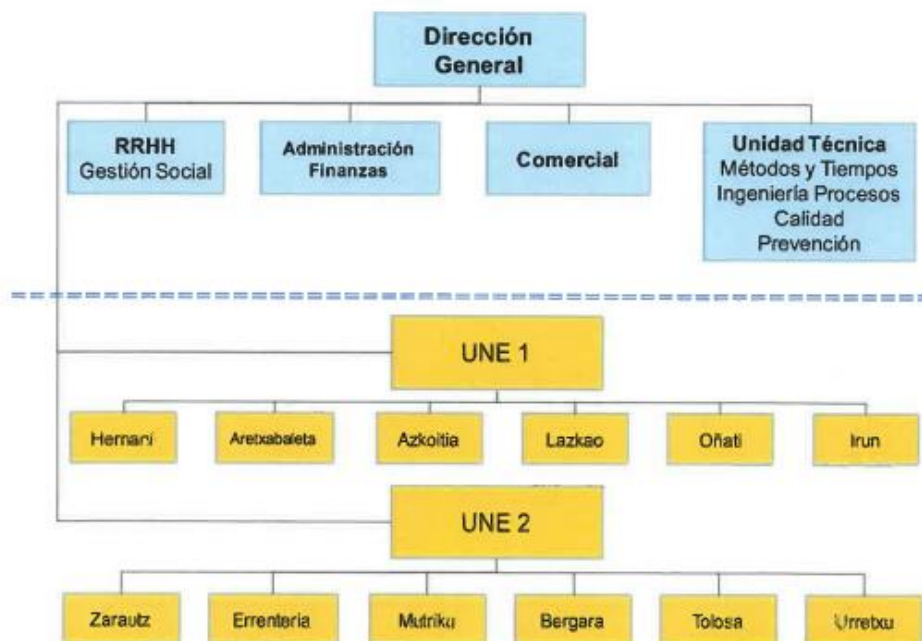 Dirección
General
RRHH
Gestión Social
Administración
Finanzas
Comercial
Unidad Técnica
Métodos y Tiempos
Ingeniería Procesos
Calidad
Prevención
UNE 1
Hernani
Aretxabaleta
Azkoitia
Lazkao
Oñati
Irun
UNE 2
Zarautz
Errenteria
Mutriku
Bergara
Tolosa
Urretxu